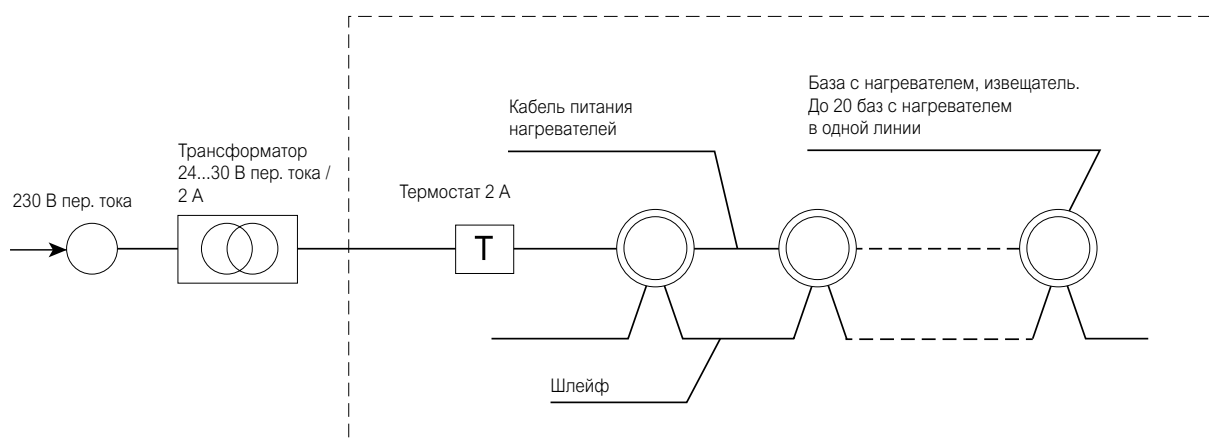 База с нагревателем, извещатель.
До 20 баз с нагревателем
в одной линии
Кабель питания
нагревателей
Трансформатор
24...30 В пер. тока /
2 А
230 В пер. тока
Термостат 2 А
T
Шлейф